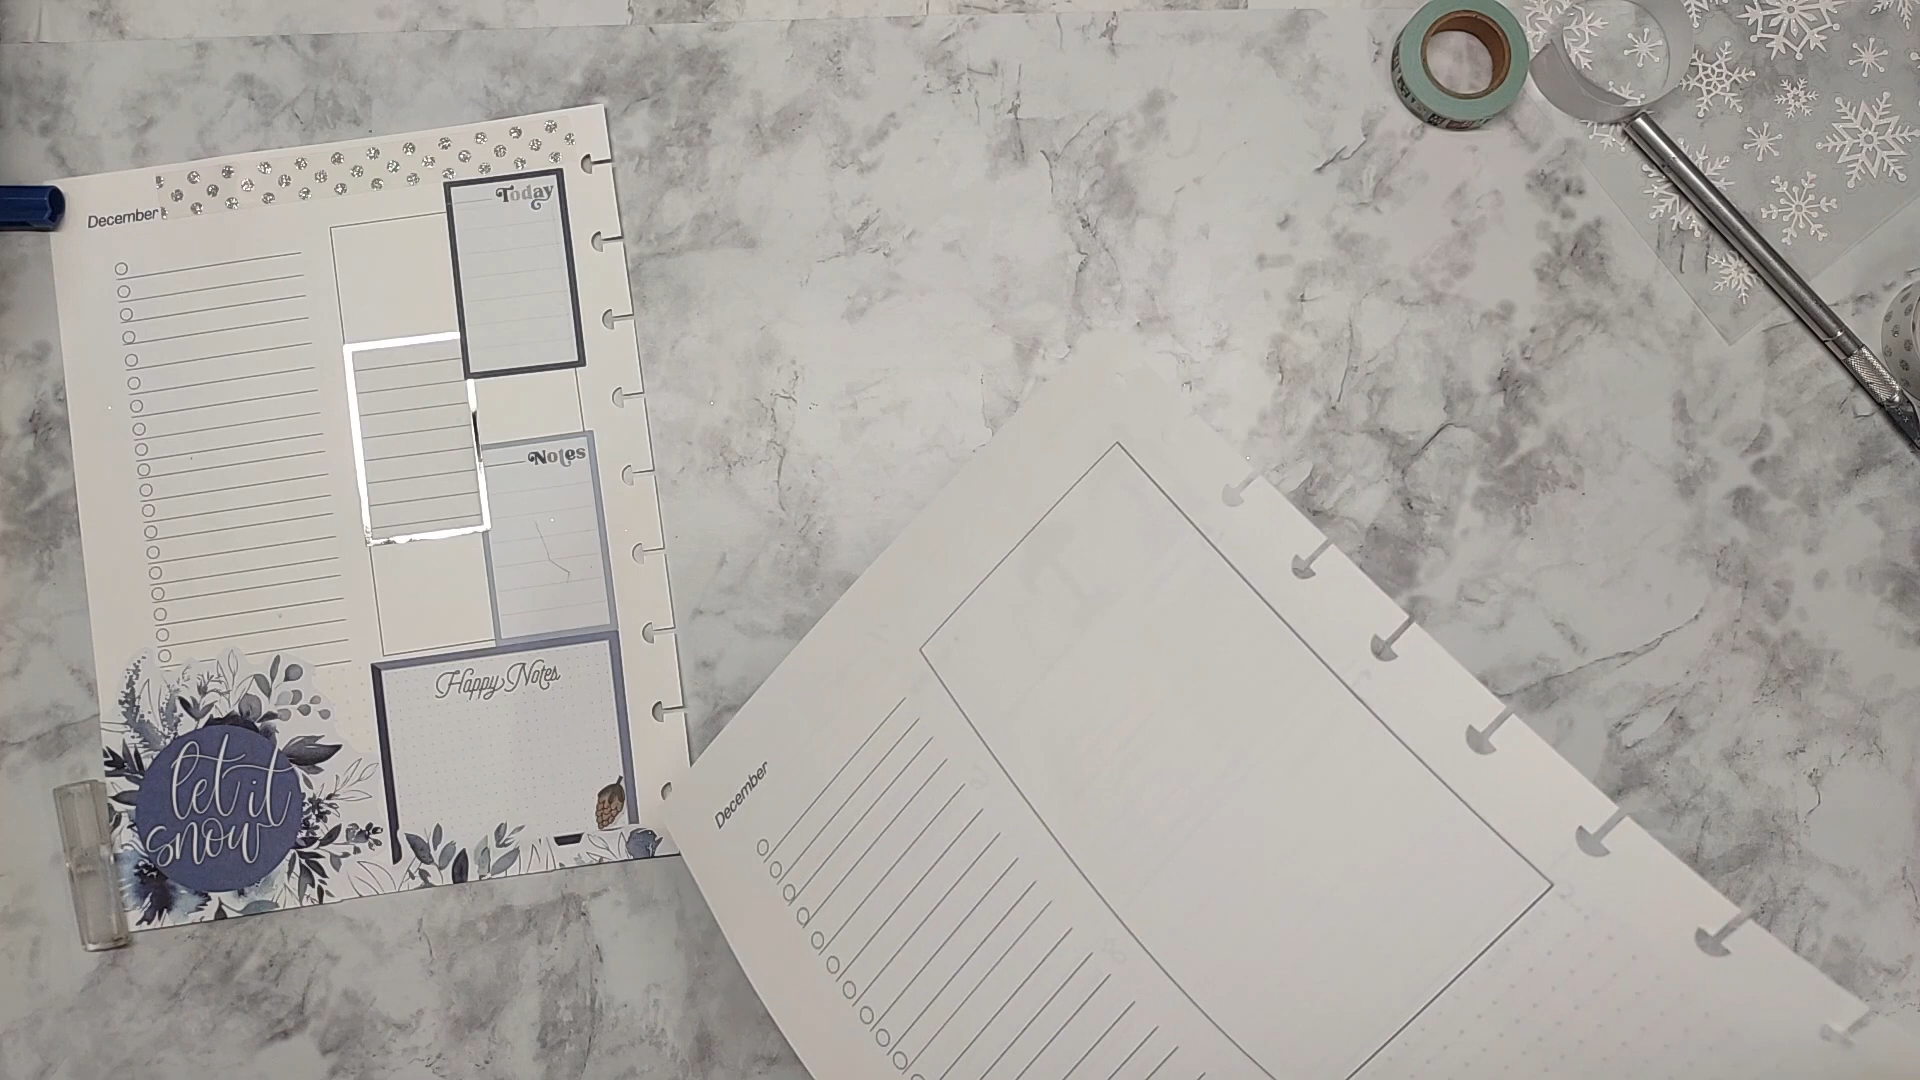 December
Today
Notes
Happy Notes
let it
snow
December